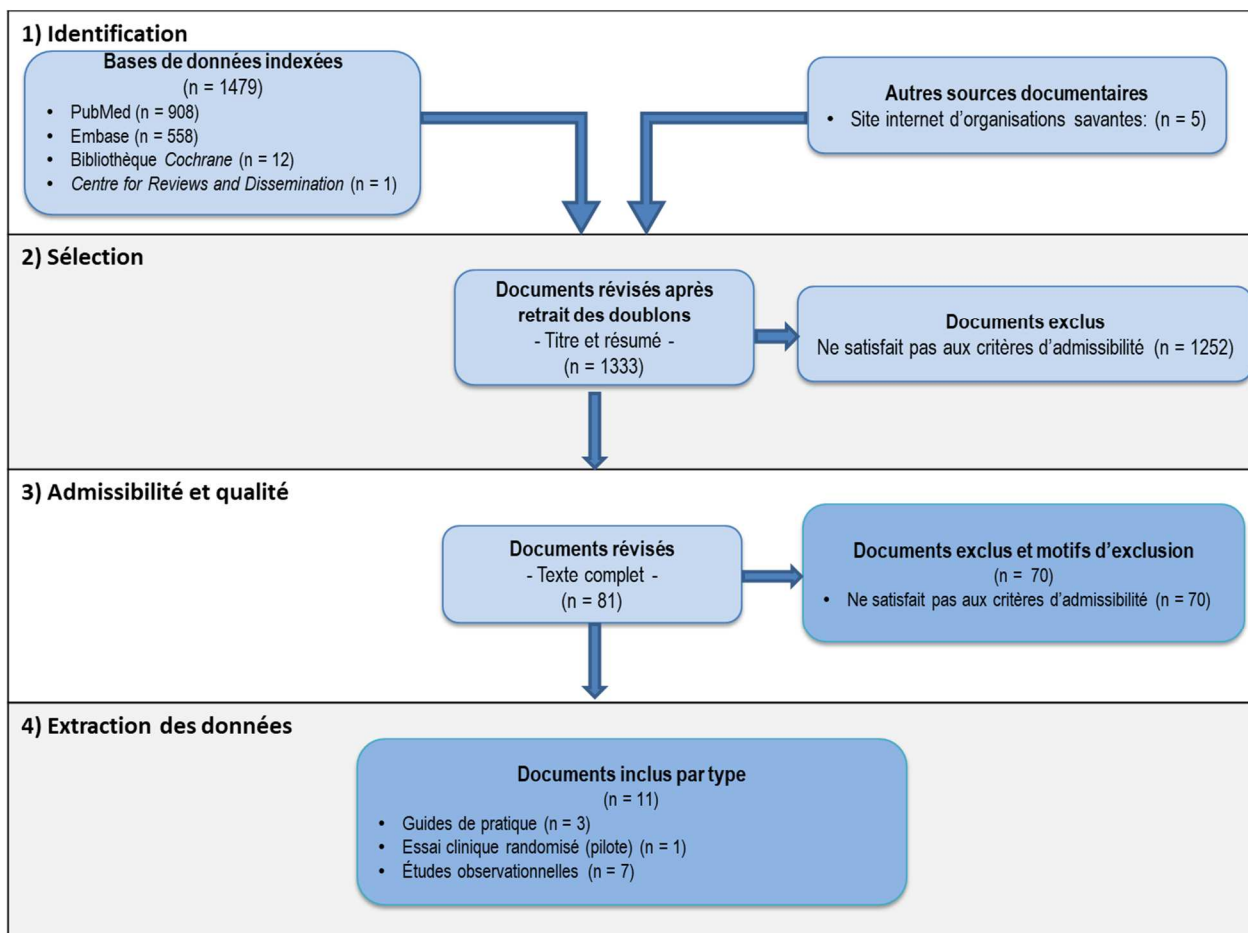 1) Identification
Bases de données indexées
(n = 1479)
• PubMed (n = 908)
• Embase (n = 558)
• Bibliothèque Cochrane (n = 12)
• Centre for Reviews and Dissemination (n = 1)
Autres sources documentaires
• Site internet d’organisations savantes: (n = 5)
2) Sélection
Documents révisés après
retrait des doublons
- Titre et résumé -
(n = 1333)
Documents exclus
Ne satisfait pas aux critères d’admissibilité (n = 1252)
3) Admissibilité et qualité
Documents révisés
- Texte complet -
(n = 81)
Documents exclus et motifs d’exclusion
(n = 70)
• Ne satisfait pas aux critères d’admissibilité (n = 70)
4) Extraction des données
Documents inclus par type
(n = 11)
• Guides de pratique (n = 3)
• Essai clinique randomisé (pilote) (n = 1)
• Études observationnelles (n = 7)